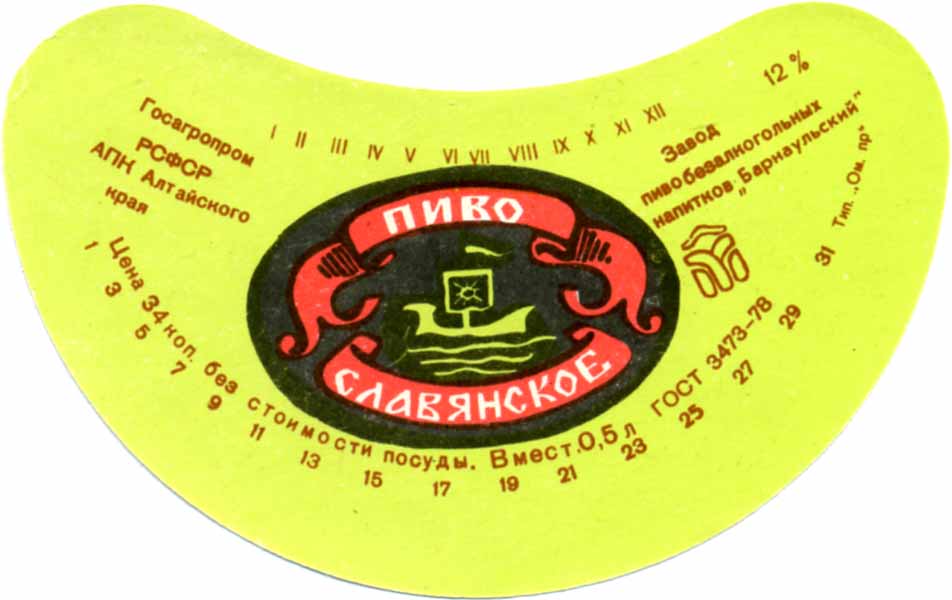 Госагропром
РСФСР
АПК Алтайского
края
I II III IV V VI VII VIII IX X XI XII
12 %
Завод
пивобезалкогольных
напитков „Барнаульский"
ПИВО
СЛАВЯНСКОЕ
Цена 34 коп. без стоимости посуды. Вмест. 0,5 л ГОСТ 3473-78
1 3 5 7 9 11 13 15 17 19 21 23 25 27 29 31
Тип. „Ом. пр"